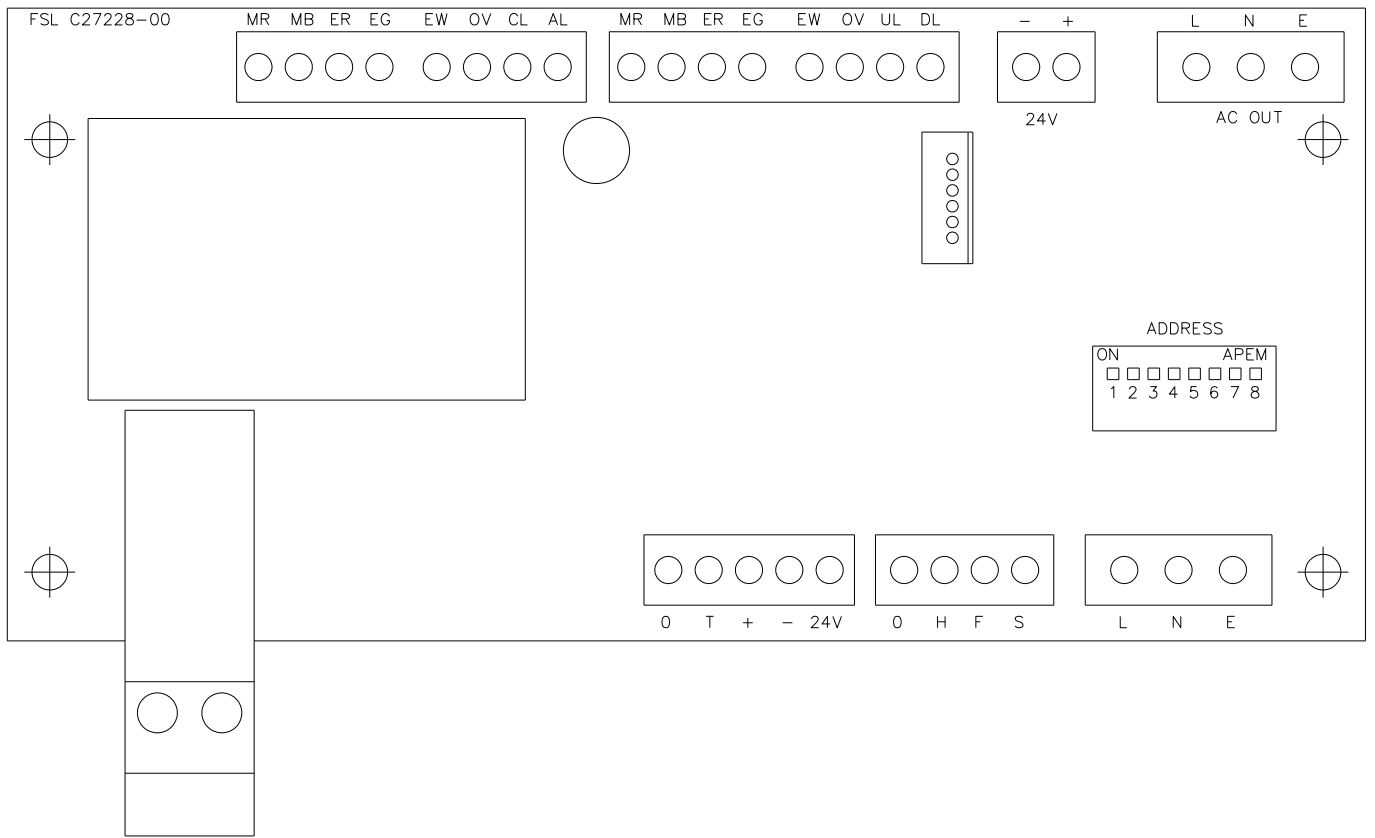 FSL C27228-00
MR MB ER EG EW OV CL AL
MR MB ER EG EW OV UL DL
- +
L N E
24V
AC OUT
ADDRESS
ON APEM
1 2 3 4 5 6 7 8
0 T + - 24V
0 H F S
L N E